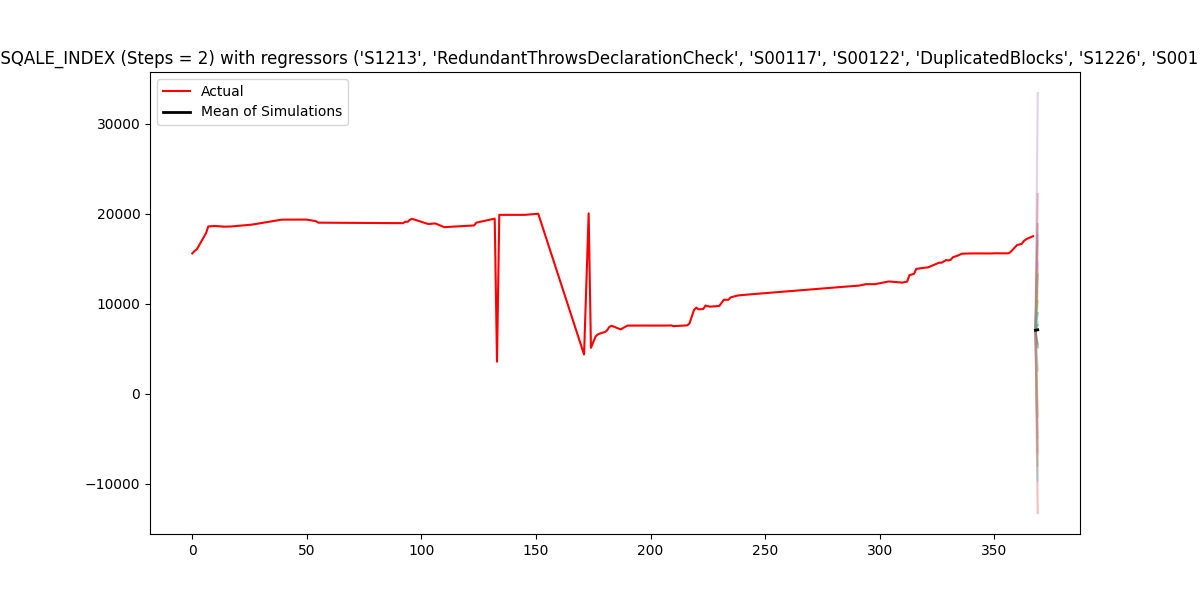 SQALE_INDEX (Steps = 2) with regressors ('S1213', 'RedundantThrowsDeclarationCheck', 'S00117', 'S00122', 'DuplicatedBlocks', 'S1226', 'S001
Actual
Mean of Simulations
30000
20000
10000
0
−10000
0 50 100 150 200 250 300 350